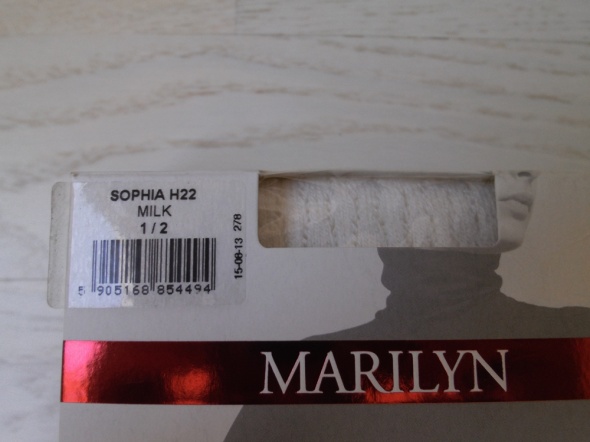 SOPHIA H22
MILK
1 / 2
15-08-13 278
5 905168 854494
MARILYN